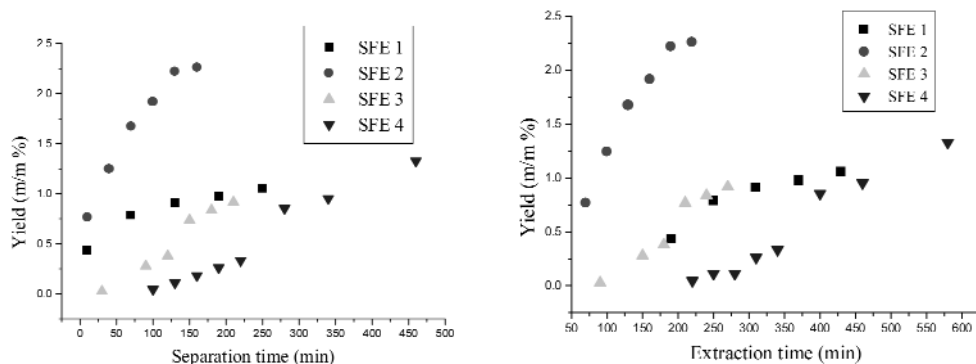 2.5
2.0
1.5
1.0
0.5
0.0
Yield (m/m %)
0 50 100 150 200 250 300 350 400 450 500
Separation time (min)
SFE 1
SFE 2
SFE 3
SFE 4
2.5
2.0
1.5
1.0
0.5
0.0
Yield (m/m %)
50 100 150 200 250 300 350 400 450 500 550 600
Extraction time (min)
SFE 1
SFE 2
SFE 3
SFE 4